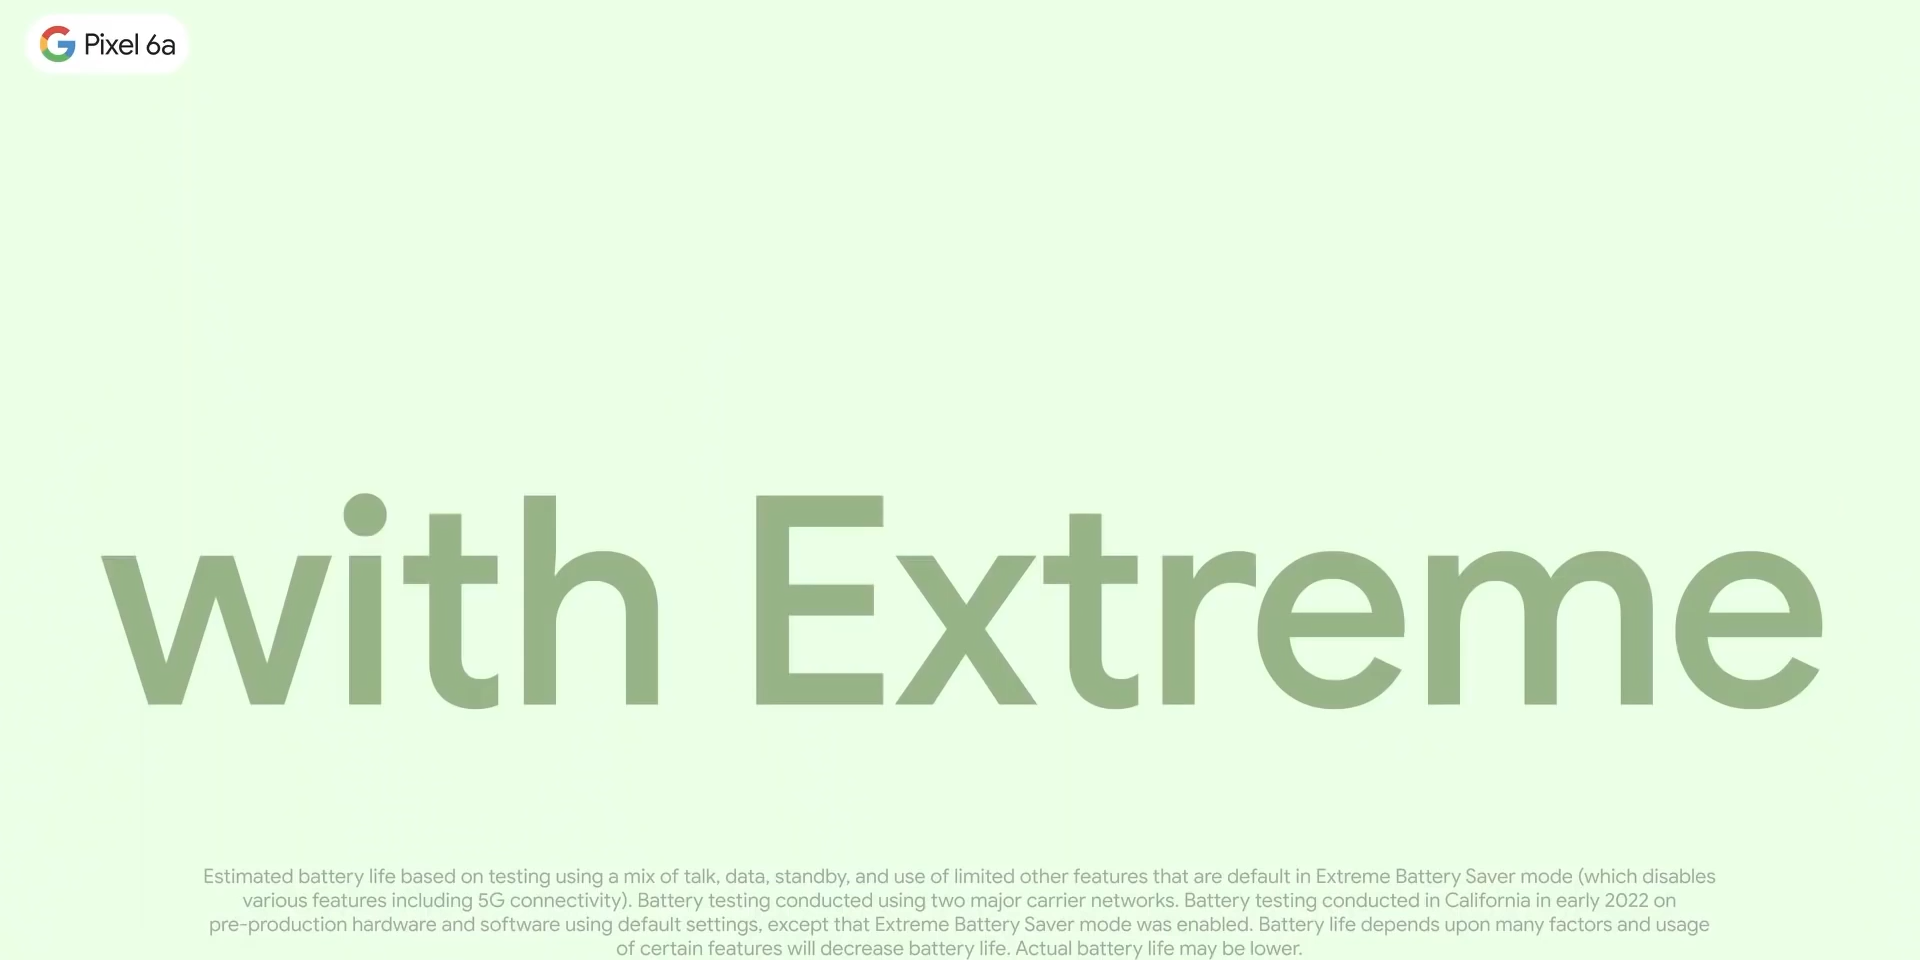 G Pixel 6a
with Extreme
Estimated battery life based on testing using a mix of talk, data, standby, and use of limited other features that are default in Extreme Battery Saver mode (which disables
various features including 5G connectivity). Battery testing conducted using two major carrier networks. Battery testing conducted in California in early 2022 on
pre-production hardware and software using default settings, except that Extreme Battery Saver mode was enabled. Battery life depends upon many factors and usage
of certain features will decrease battery life. Actual battery life may be lower.